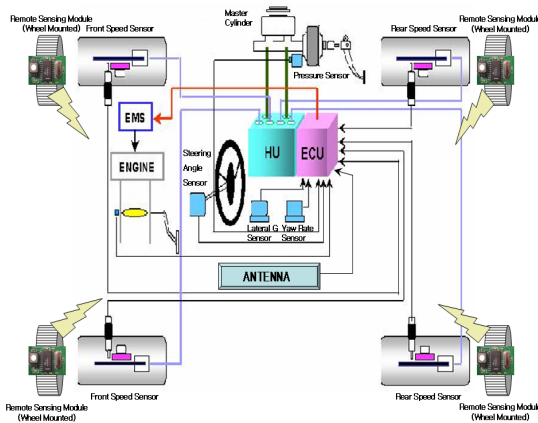 Master
Cylinder
Remote Sensing Module
(Wheel Mounted)
Front Speed Sensor
Rear Speed Sensor
Remote Sensing Module
(Wheel Mounted)
Pressure Sensor
EMS
ENGINE
HU
ECU
Steering
Angle
Sensor
Lateral G
Sensor
Yaw Rate
Sensor
ANTENNA
Front Speed Sensor
Rear Speed Sensor
Remote Sensing Module
(Wheel Mounted)
Remote Sensing Module
(Wheel Mounted)